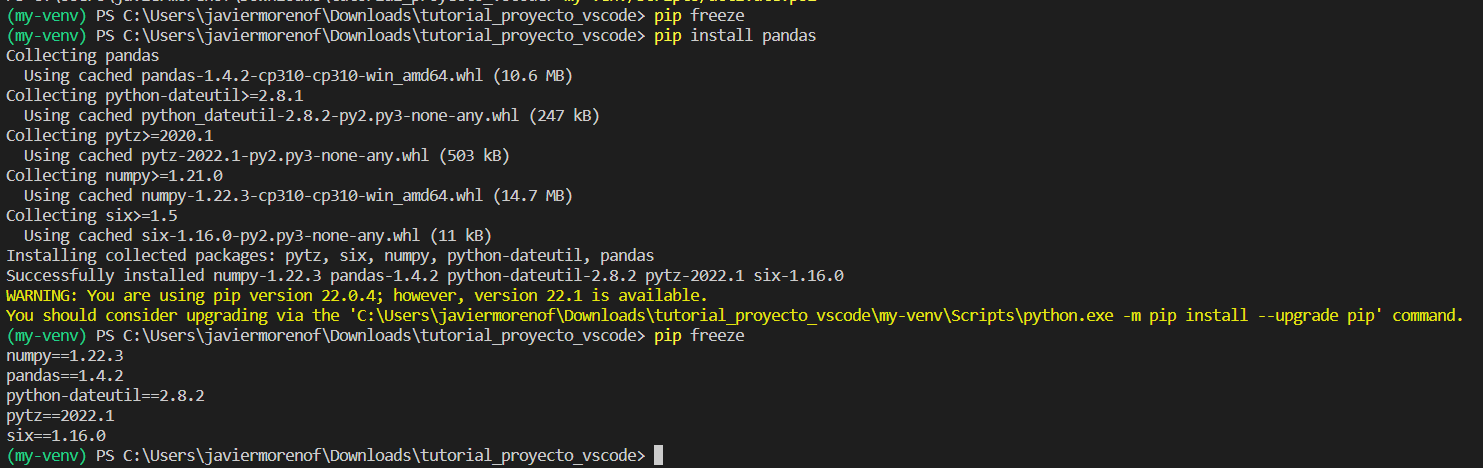 (my-venv) PS C:\Users\javiermorenof\Downloads\tutorial_proyecto_vscode> pip freeze
(my-venv) PS C:\Users\javiermorenof\Downloads\tutorial_proyecto_vscode> pip install pandas
Collecting pandas
  Using cached pandas-1.4.2-cp310-cp310-win_amd64.whl (10.6 MB)
Collecting python-dateutil>=2.8.1
  Using cached python_dateutil-2.8.2-py2.py3-none-any.whl (247 kB)
Collecting pytz>=2020.1
  Using cached pytz-2022.1-py2.py3-none-any.whl (503 kB)
Collecting numpy>=1.21.0
  Using cached numpy-1.22.3-cp310-cp310-win_amd64.whl (14.7 MB)
Collecting six>=1.5
  Using cached six-1.16.0-py2.py3-none-any.whl (11 kB)
Installing collected packages: pytz, six, numpy, python-dateutil, pandas
Successfully installed numpy-1.22.3 pandas-1.4.2 python-dateutil-2.8.2 pytz-2022.1 six-1.16.0
WARNING: You are using pip version 22.0.4; however, version 22.1 is available.
You should consider upgrading via the 'C:\Users\javiermorenof\Downloads\tutorial_proyecto_vscode\my-venv\Scripts\python.exe -m pip install --upgrade pip' command.
(my-venv) PS C:\Users\javiermorenof\Downloads\tutorial_proyecto_vscode> pip freeze
numpy==1.22.3
pandas==1.4.2
python-dateutil==2.8.2
pytz==2022.1
six==1.16.0
(my-venv) PS C:\Users\javiermorenof\Downloads\tutorial_proyecto_vscode>